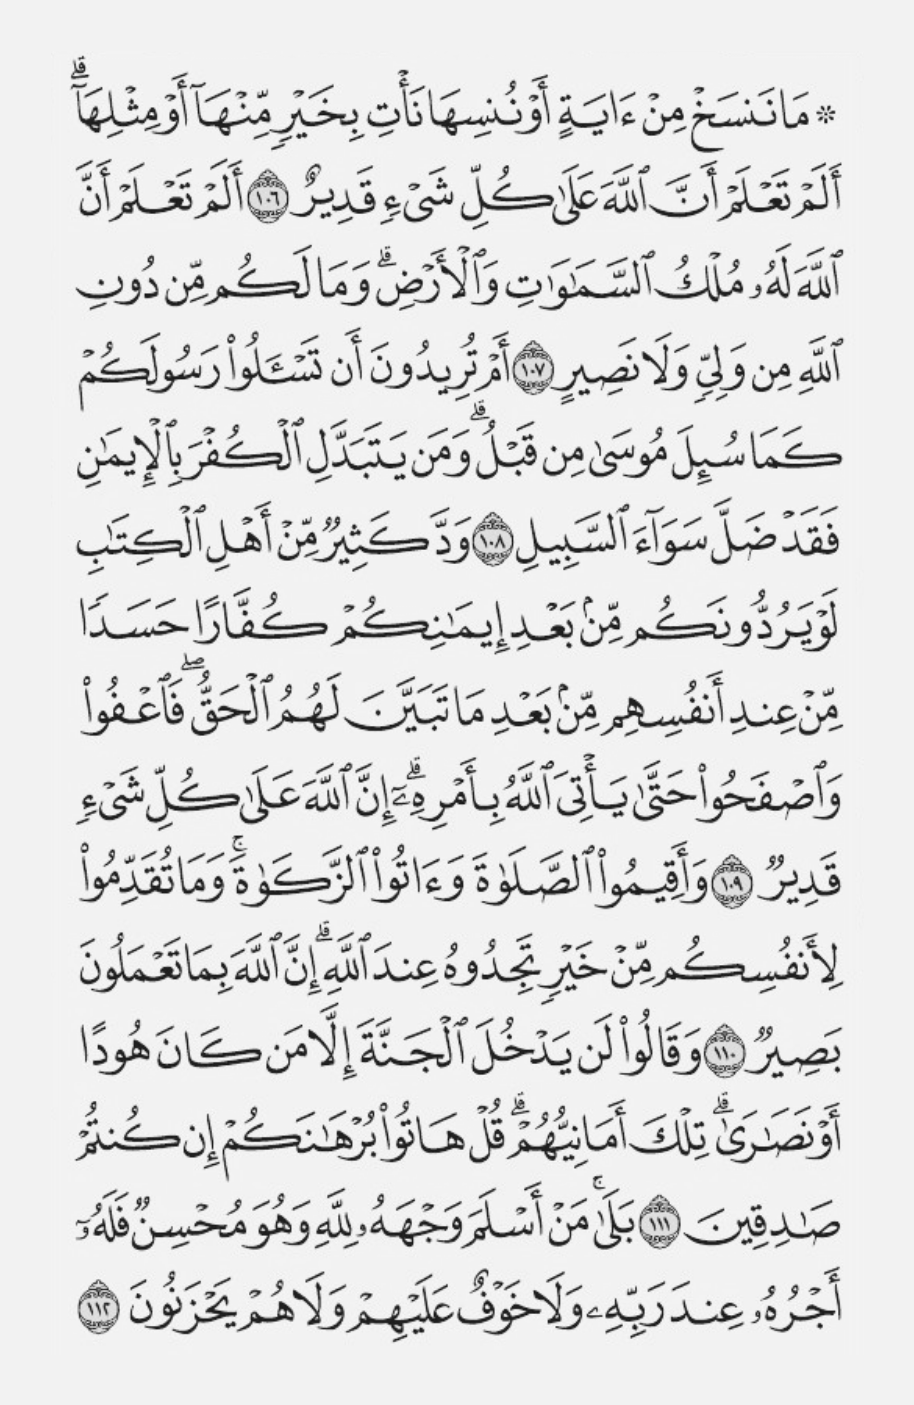 ۞ مَا نَنسَخۡ مِنۡ ءَايَةٍ أَوۡ نُنسِهَا نَأۡتِ بِخَيۡرٖ مِّنۡهَآ أَوۡ مِثۡلِهَآۗ
أَلَمۡ تَعۡلَمۡ أَنَّ ٱللَّهَ عَلَىٰ كُلِّ شَيۡءٖ قَدِيرٌ ١٠٦ أَلَمۡ تَعۡلَمۡ أَنَّ
ٱللَّهَ لَهُۥ مُلۡكُ ٱلسَّمَٰوَٰتِ وَٱلۡأَرۡضِۗ وَمَا لَكُم مِّن دُونِ
ٱللَّهِ مِن وَلِيّٖ وَلَا نَصِيرٍ ١٠٧ أَمۡ تُرِيدُونَ أَن تَسۡـَٔلُواْ رَسُولَكُمۡ
كَمَا سُئِلَ مُوسَىٰ مِن قَبۡلُۗ وَمَن يَتَبَدَّلِ ٱلۡكُفۡرَ بِٱلۡإِيمَٰنِ
فَقَدۡ ضَلَّ سَوَآءَ ٱلسَّبِيلِ ١٠٨ وَدَّ كَثِيرٞ مِّنۡ أَهۡلِ ٱلۡكِتَٰبِ
لَوۡ يَرُدُّونَكُم مِّنۢ بَعۡدِ إِيمَٰنِكُمۡ كُفَّارًا حَسَدٗا
مِّنۡ عِندِ أَنفُسِهِم مِّنۢ بَعۡدِ مَا تَبَيَّنَ لَهُمُ ٱلۡحَقُّۖ فَٱعۡفُواْ
وَٱصۡفَحُواْ حَتَّىٰ يَأۡتِيَ ٱللَّهُ بِأَمۡرِهِۦٓۗ إِنَّ ٱللَّهَ عَلَىٰ كُلِّ شَيۡءٖ
قَدِيرٞ ١٠٩ وَأَقِيمُواْ ٱلصَّلَوٰةَ وَءَاتُواْ ٱلزَّكَوٰةَۚ وَمَا تُقَدِّمُواْ
لِأَنفُسِكُم مِّنۡ خَيۡرٖ تَجِدُوهُ عِندَ ٱللَّهِۗ إِنَّ ٱللَّهَ بِمَا تَعۡمَلُونَ
بَصِيرٞ ١١٠ وَقَالُواْ لَن يَدۡخُلَ ٱلۡجَنَّةَ إِلَّا مَن كَانَ هُودًا
أَوۡ نَصَٰرَىٰۗ تِلۡكَ أَمَانِيُّهُمۡۗ قُلۡ هَاتُواْ بُرۡهَٰنَكُمۡ إِن كُنتُمۡ
صَٰدِقِينَ ١١١ بَلَىٰۚ مَنۡ أَسۡلَمَ وَجۡهَهُۥ لِلَّهِ وَهُوَ مُحۡسِنٞ فَلَهُۥٓ
أَجۡرُهُۥ عِندَ رَبِّهِۦ وَلَا خَوۡفٌ عَلَيۡهِمۡ وَلَا هُمۡ يَحۡزَنُونَ ١١٢